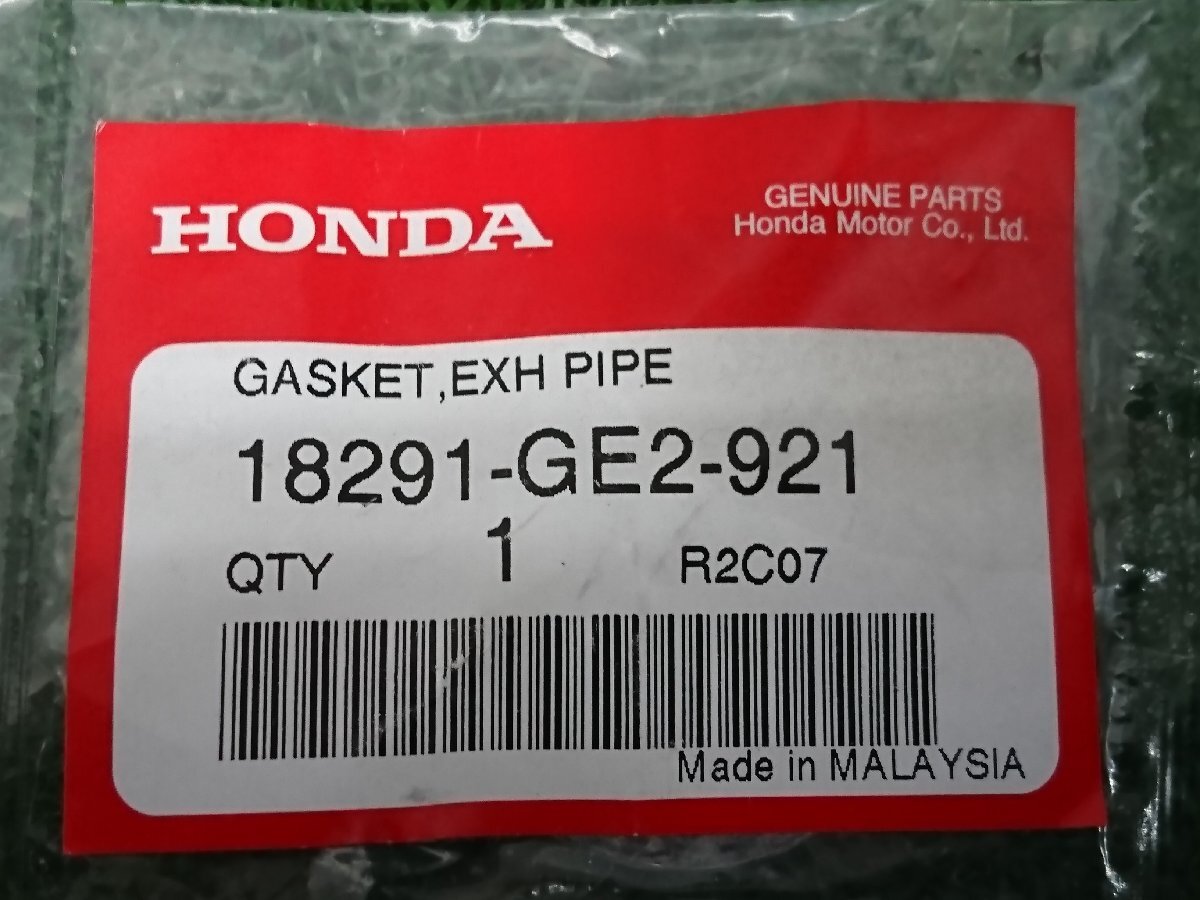 HONDA
GENUINE PARTS
Honda Motor Co., Ltd.
GASKET,EXH PIPE
18291-GE2-921
QTY 1 R2C07
Made in MALAYSIA